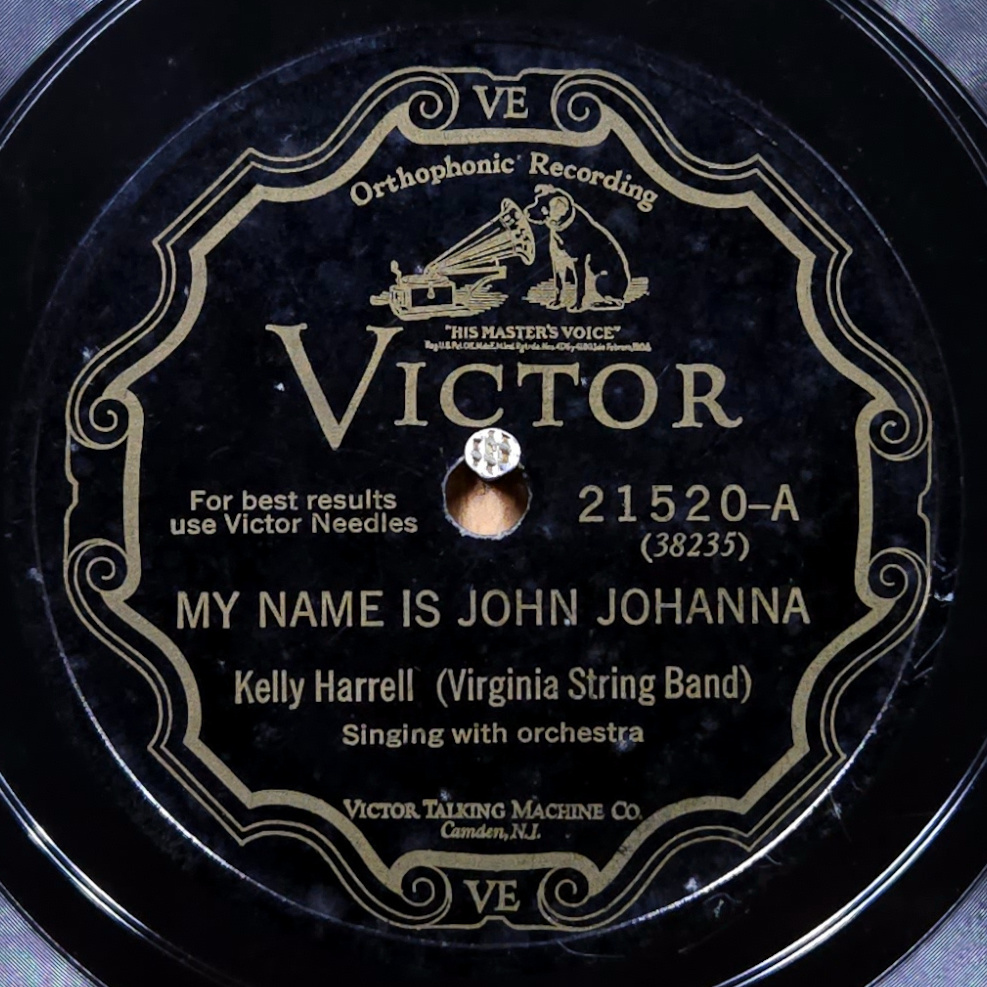 VE
Orthophonic Recording
"HIS MASTER'S VOICE"
VICTOR
For best results
use Victor Needles
21520-A
(38235)
MY NAME IS JOHN JOHANNA
Kelly Harrell (Virginia String Band)
Singing with orchestra
VICTOR TALKING MACHINE CO.
Camden, N.J.
VE